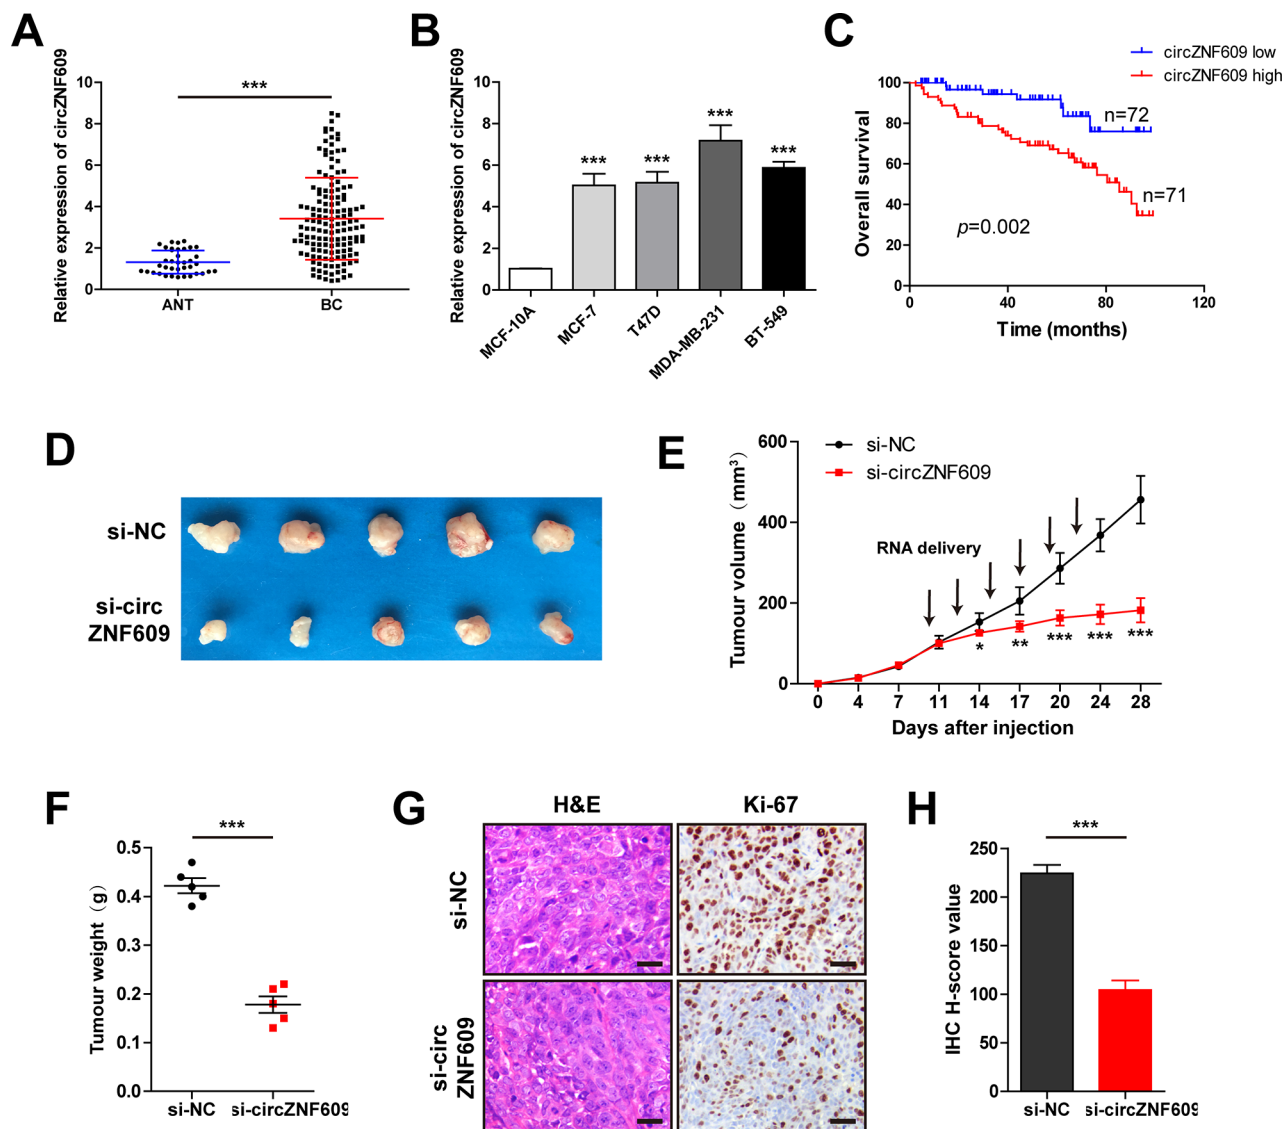 A
Relative expression of circZNF609
10
8
6
4
2
0
***
ANT
BC
B
Relative expression of circZNF609
10
8
6
4
2
0
***
***
***
***
MCF-10A
MCF-7
T47D
MDA-MB-231
BT-549
C
circZNF609 low
circZNF609 high
Overall survival
100
80
60
40
20
0
n=72
n=71
p=0.002
0
40
80
120
Time (months)
D
si-NC
si-circ
ZNF609
E
si-NC
si-circZNF609
Tumour volume (mm³)
600
400
200
0
RNA delivery
*
**
***
***
***
0
4
7
11
14
17
20
24
28
Days after injection
F
Tumour weight (g)
0.5
0.4
0.3
0.2
0.1
0.0
***
si-NC
si-circZNF609
G
H&E
Ki-67
si-NC
si-circ
ZNF609
H
IHC H-score value
250
200
150
100
50
0
***
si-NC
si-circZNF609